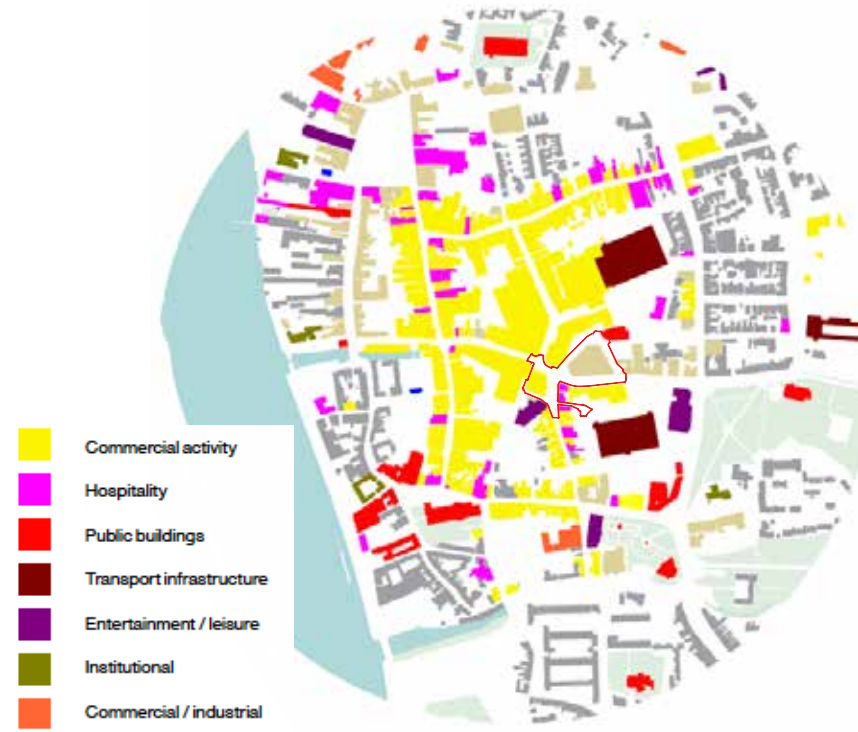 Commercial activity
Hospitality
Public buildings
Transport infrastructure
Entertainment / leisure
Institutional
Commercial / industrial